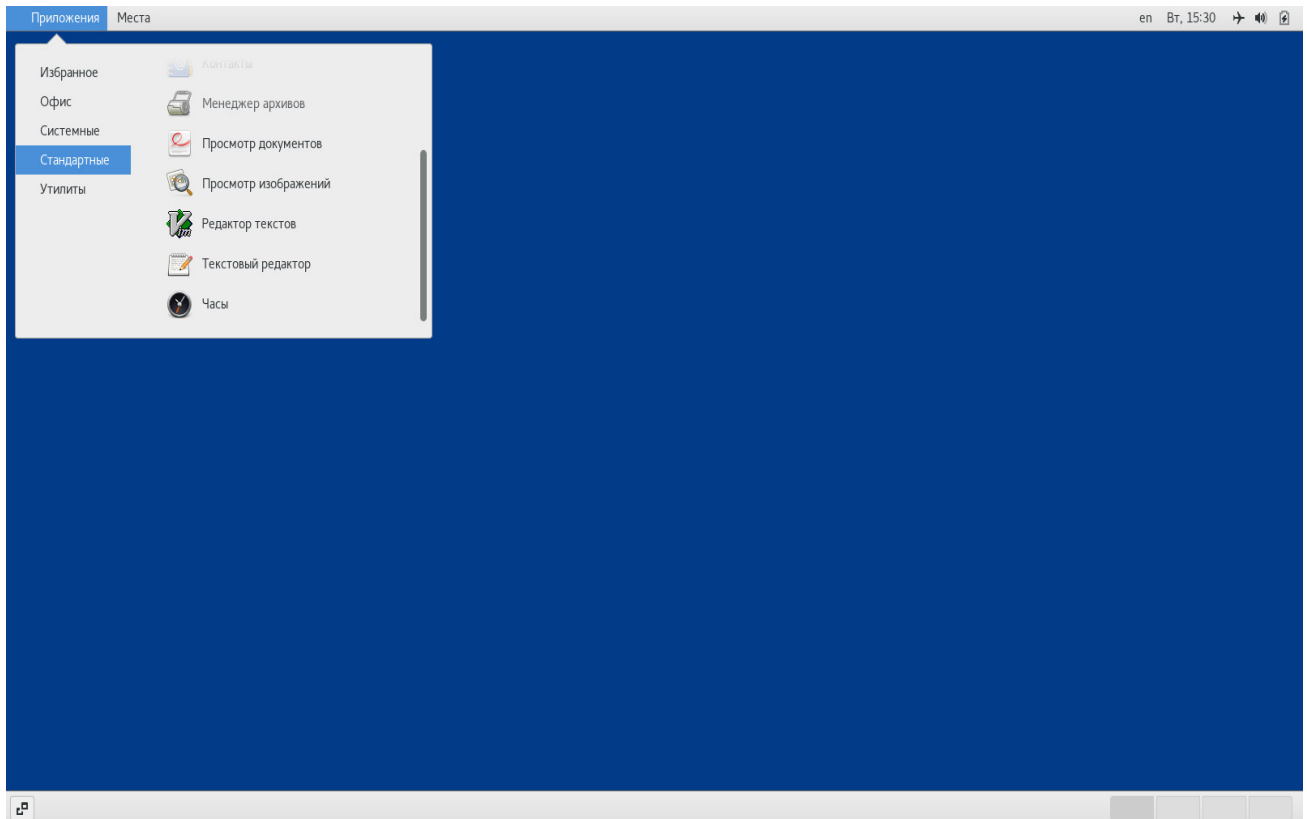 Приложения Места en Вт, 15:30
Избранное
Офис
Системные
Стандартные
Утилиты
Контакты
Менеджер архивов
Просмотр документов
Просмотр изображений
Редактор текстов
Текстовый редактор
Часы